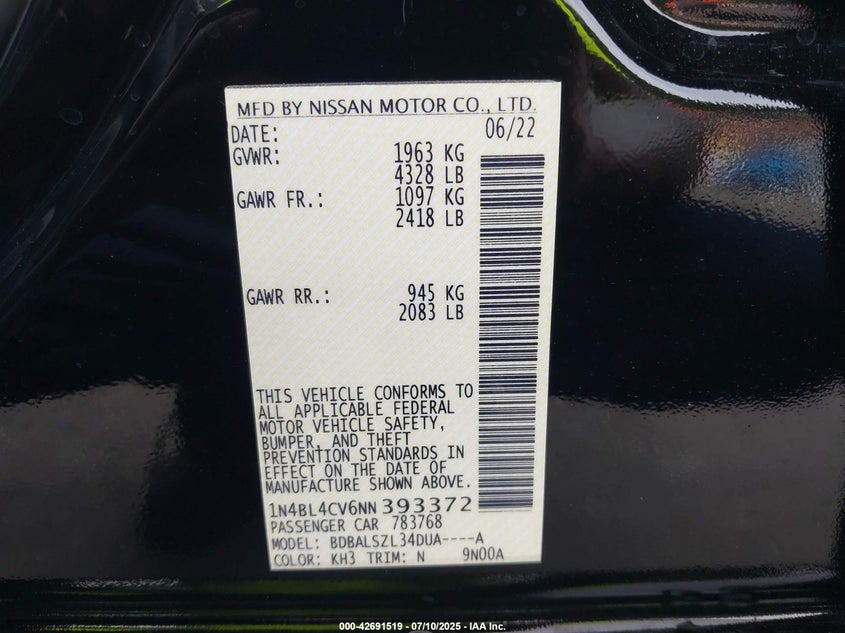 MFD BY NISSAN MOTOR CO., LTD.
DATE: 06/22
GVWR: 1963 KG
4328 LB
GAWR FR.: 1097 KG
2418 LB
GAWR RR.: 945 KG
2083 LB
THIS VEHICLE CONFORMS TO
ALL APPLICABLE FEDERAL
MOTOR VEHICLE SAFETY,
BUMPER, AND THEFT
PREVENTION STANDARDS IN
EFFECT ON THE DATE OF
MANUFACTURE SHOWN ABOVE.
1N4BL4CV6NN 393372
PASSENGER CAR 783768
MODEL: BDBALSZL34DUA----A
COLOR: KH3 TRIM: N 9N00A
000-42691519 - 07/10/2025 - IAA Inc.